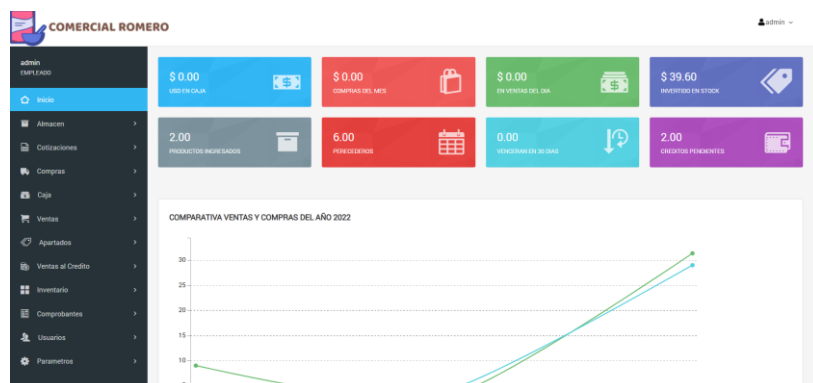 COMERCIAL ROMERO
admin
admin
EMPLEADO
Inicio
Almacen
Cotizaciones
Compras
Caja
Ventas
Apartados
Ventas al Credito
Inventario
Comprobantes
Usuarios
Parametros
$ 0.00
USD EN CAJA
$ 0.00
COMPRAS DEL MES
$ 0.00
EN VENTAS DEL DIA
$ 39.60
INVERTIDO EN STOCK
2.00
PRODUCTOS INGRESADOS
6.00
PERECEDEROS
0.00
VENCERAN EN 30 DIAS
2.00
CREDITOS PENDIENTES
COMPARATIVA VENTAS Y COMPRAS DEL AÑO 2022
30
25
20
15
10